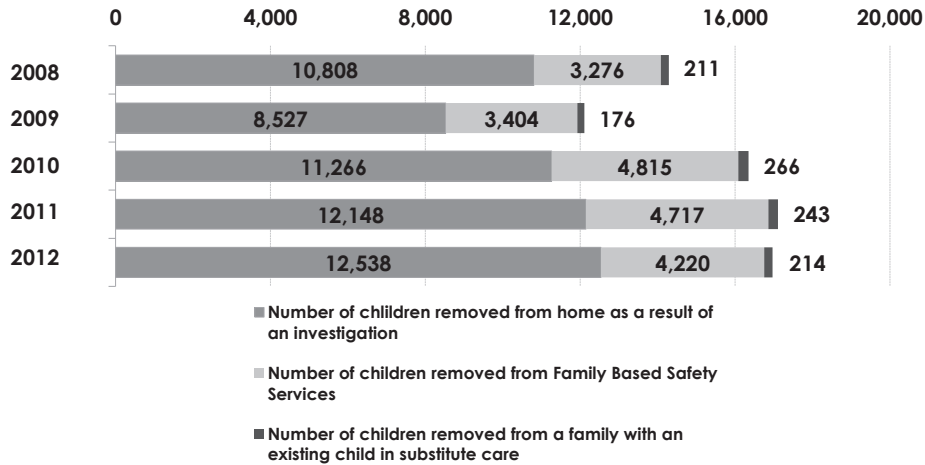 0 4,000 8,000 12,000 16,000 20,000
2008 10,808 3,276 211
2009 8,527 3,404 176
2010 11,266 4,815 266
2011 12,148 4,717 243
2012 12,538 4,220 214
Number of chlildren removed from home as a result of
an investigation
Number of children removed from Family Based Safety
Services
Number of children removed from a family with an
existing child in substitute care